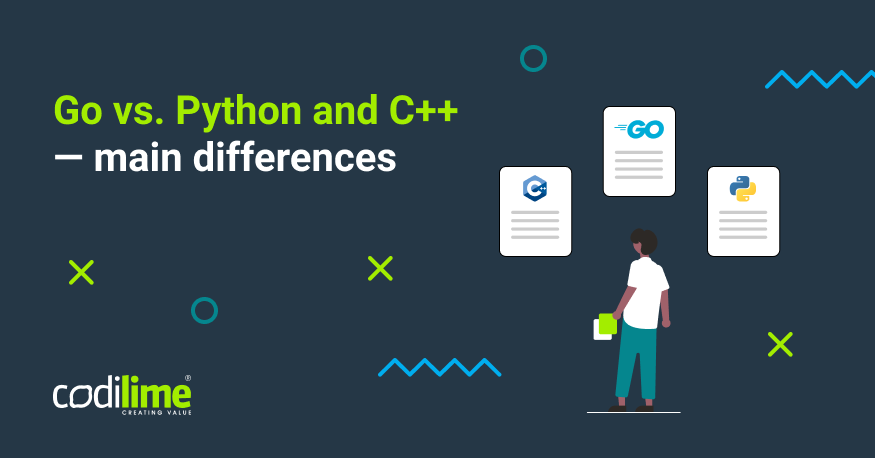 Go vs. Python and C++
— main differences
GO
C++
codilime®
CREATING VALUE